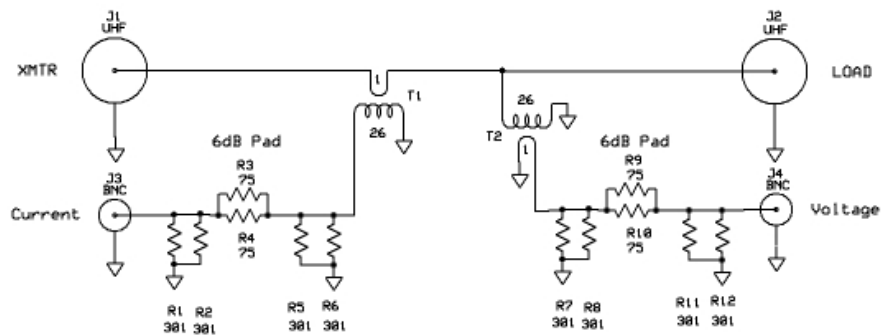 J1
UHF
XMTR
J2
UHF
LOAD
1
T1
26
26
T2
1
6dB Pad
R3
75
R4
75
6dB Pad
R9
75
R10
75
J3
BNC
Current
J4
BNC
Voltage
R1
301
R2
301
R5
301
R6
301
R7
301
R8
301
R11
301
R12
301